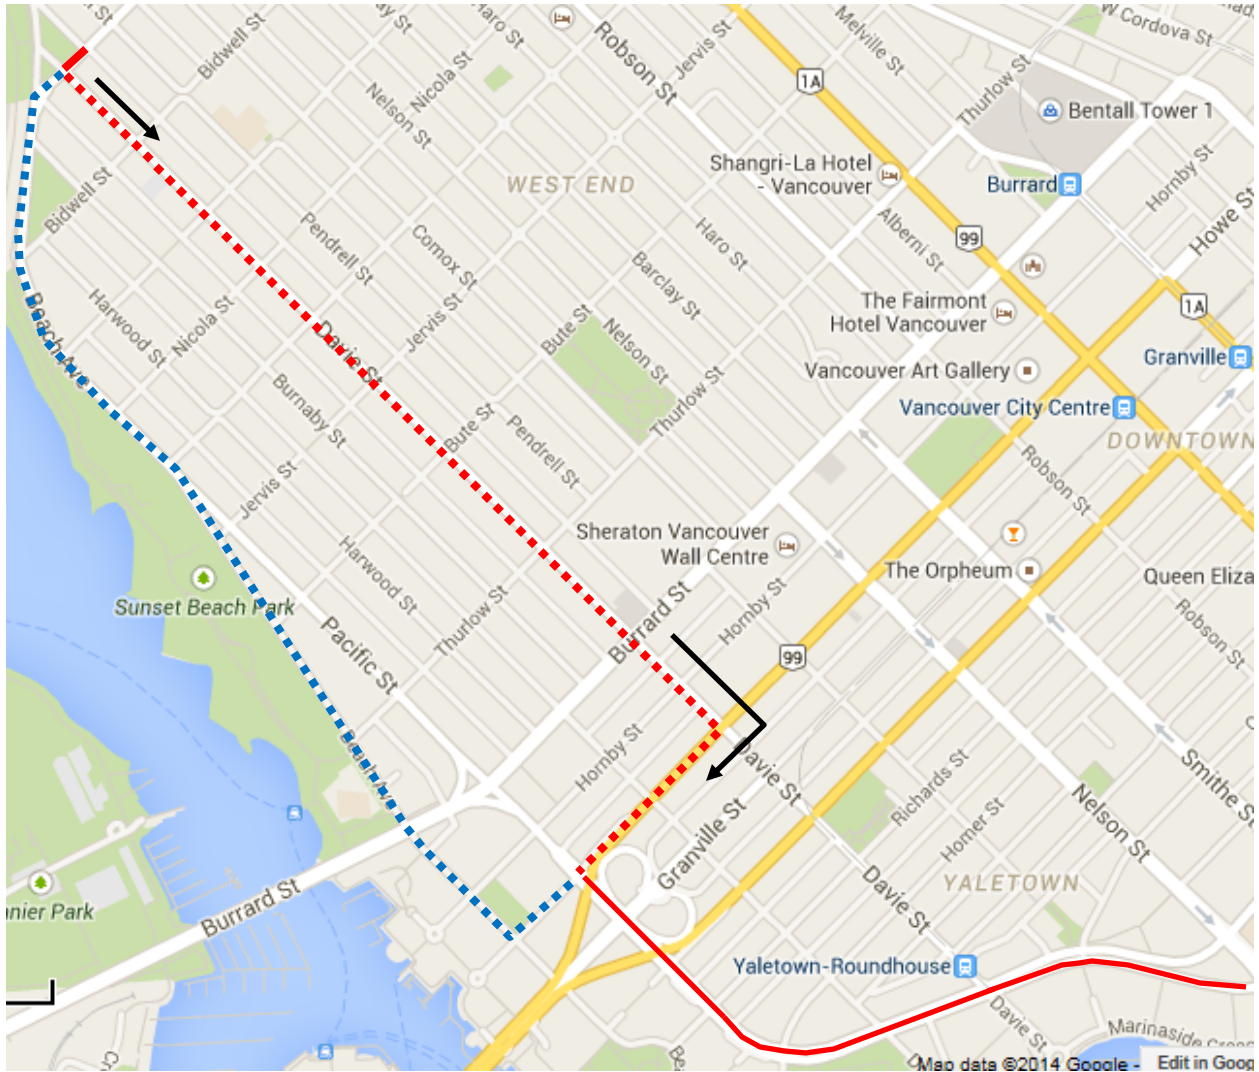 W Cordova St
Haro St
Robson St
Jervis St
Melville St
Bidwell St
Nicola St
Nelson St
1A
Thurlow St
Bentall Tower 1
Shangri-La Hotel
- Vancouver
Burrard
Hornby St
WEST END
Howe St
Bidwell St
Pendrell St
Comox St
Haro St
Alberni St
99
Barclay St
The Fairmont
Hotel Vancouver
1A
Beach Ave
Harwood St
Nicola St
Davie St
Jervis St
Bute St
Nelson St
Granville
Vancouver Art Gallery
Thurlow St
Vancouver City Centre
Burnaby St
Bute St
Pendrell St
DOWNTOWN
Robson St
Jervis St
Sheraton Vancouver
Wall Centre
Harwood St
The Orpheum
Queen Eliza
Sunset Beach Park
Thurlow St
Burrard St
Hornby St
Robson St
Pacific St
99
Hornby St
Davie St
Beach Av
Richards St
Smithe St
Nelson St
Granville St
Homer St
Burrard St
nier Park
Davie St
YALETOWN
Yaletown-Roundhouse
Davie St
Marinaside
Map data ©2014 Google -
Edit in Goog